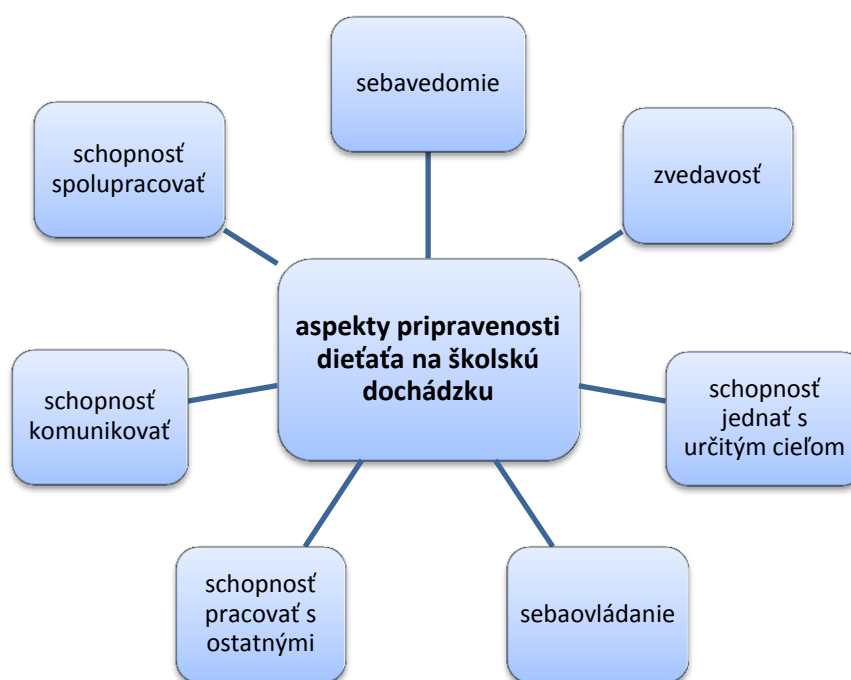 sebavedomie
zvedavosť
schopnosť
jednať s
určitým cieľom
sebaovládanie
schopnosť
pracovať s
ostatnými
schopnosť
komunikovať
schopnosť
spolupracovať
aspekty pripravenosti
dieťaťa na školskú
dochádzku